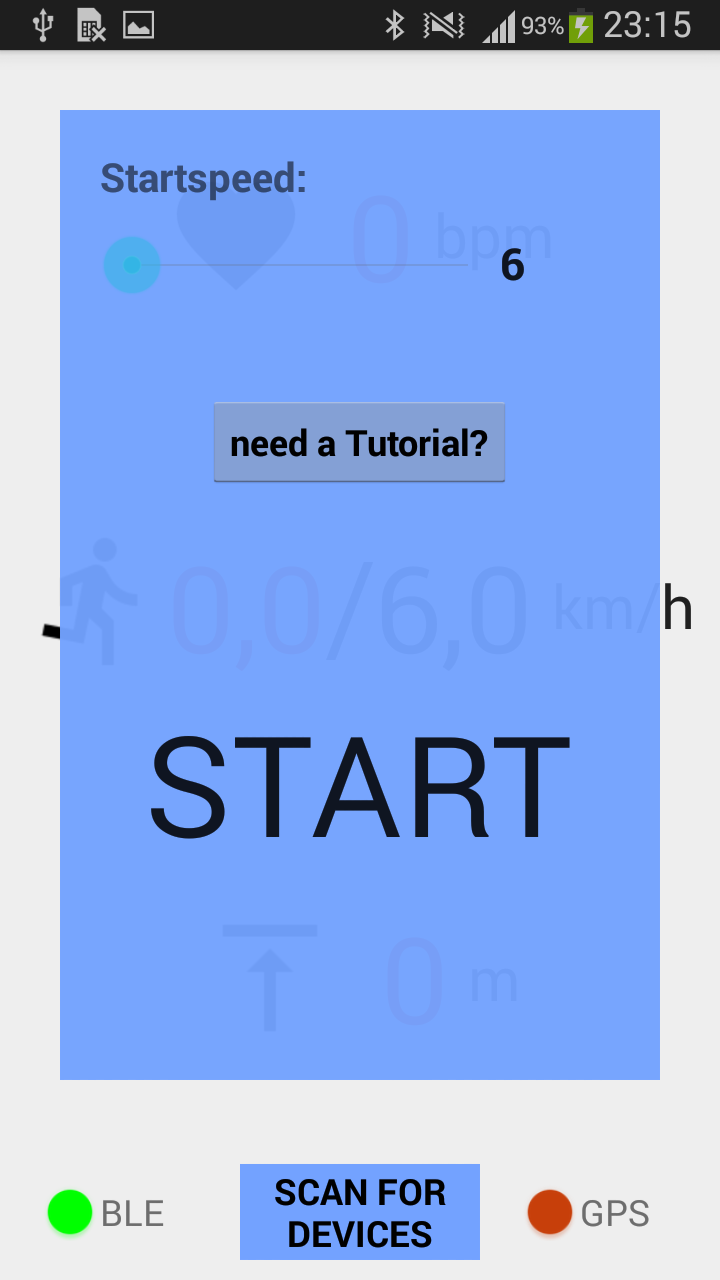 93% 23:15
Startspeed:
0 bpm
6
need a Tutorial?
0,0/6,0 km/h
START
0 m
BLE
SCAN FOR
DEVICES
GPS